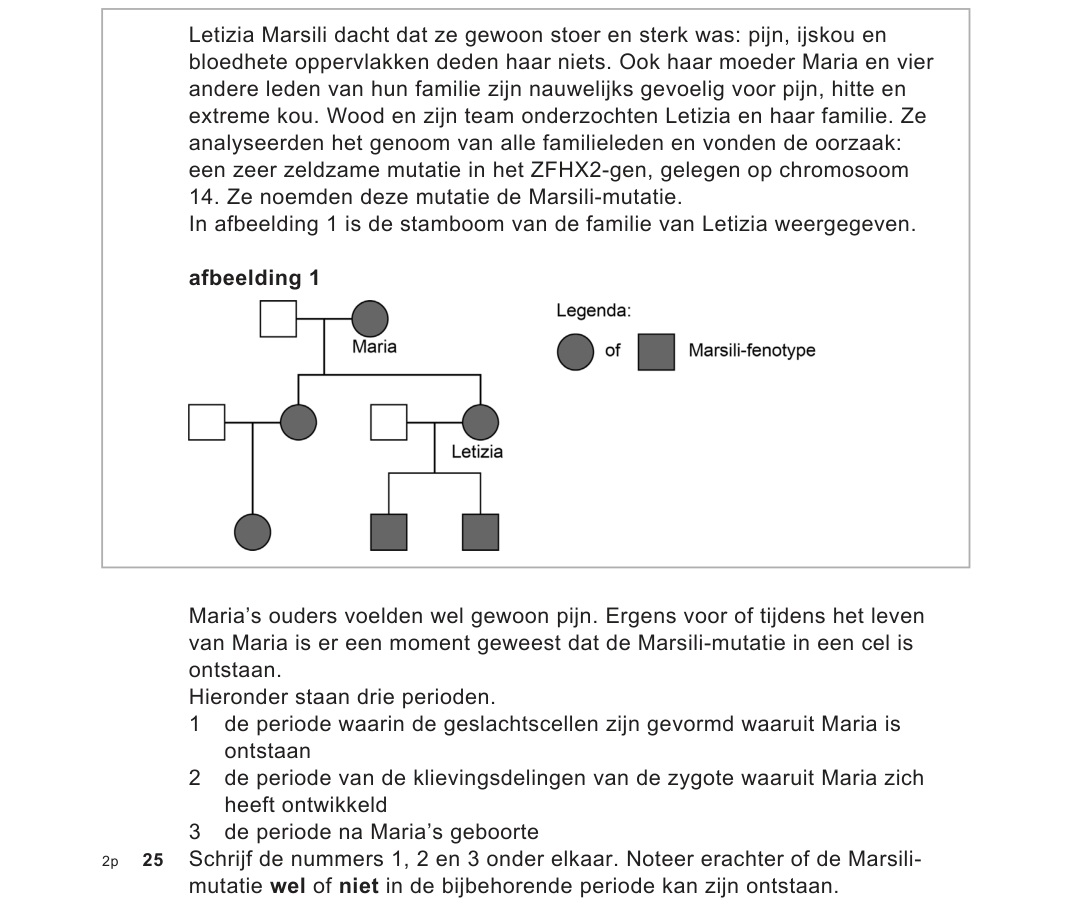 Letizia Marsili dacht dat ze gewoon stoer en sterk was: pijn, ijskou en
bloedhete oppervlakken deden haar niets. Ook haar moeder Maria en vier
andere leden van hun familie zijn nauwelijks gevoelig voor pijn, hitte en
extreme kou. Wood en zijn team onderzochten Letizia en haar familie. Ze
analyseerden het genoom van alle familieleden en vonden de oorzaak:
een zeer zeldzame mutatie in het ZFHX2-gen, gelegen op chromosoom
14. Ze noemden deze mutatie de Marsili-mutatie.
In afbeelding 1 is de stamboom van de familie van Letizia weergegeven.
afbeelding 1
Maria
Letizia
Legenda:
of Marsili-fenotype
Maria's ouders voelden wel gewoon pijn. Ergens voor of tijdens het leven
van Maria is er een moment geweest dat de Marsili-mutatie in een cel is
ontstaan.
Hieronder staan drie perioden.
1 de periode waarin de geslachtscellen zijn gevormd waaruit Maria is
ontstaan
2 de periode van de klievingsdelingen van de zygote waaruit Maria zich
heeft ontwikkeld
3 de periode na Maria's geboorte
2p 25 Schrijf de nummers 1, 2 en 3 onder elkaar. Noteer erachter of de Marsili-
mutatie wel of niet in de bijbehorende periode kan zijn ontstaan.